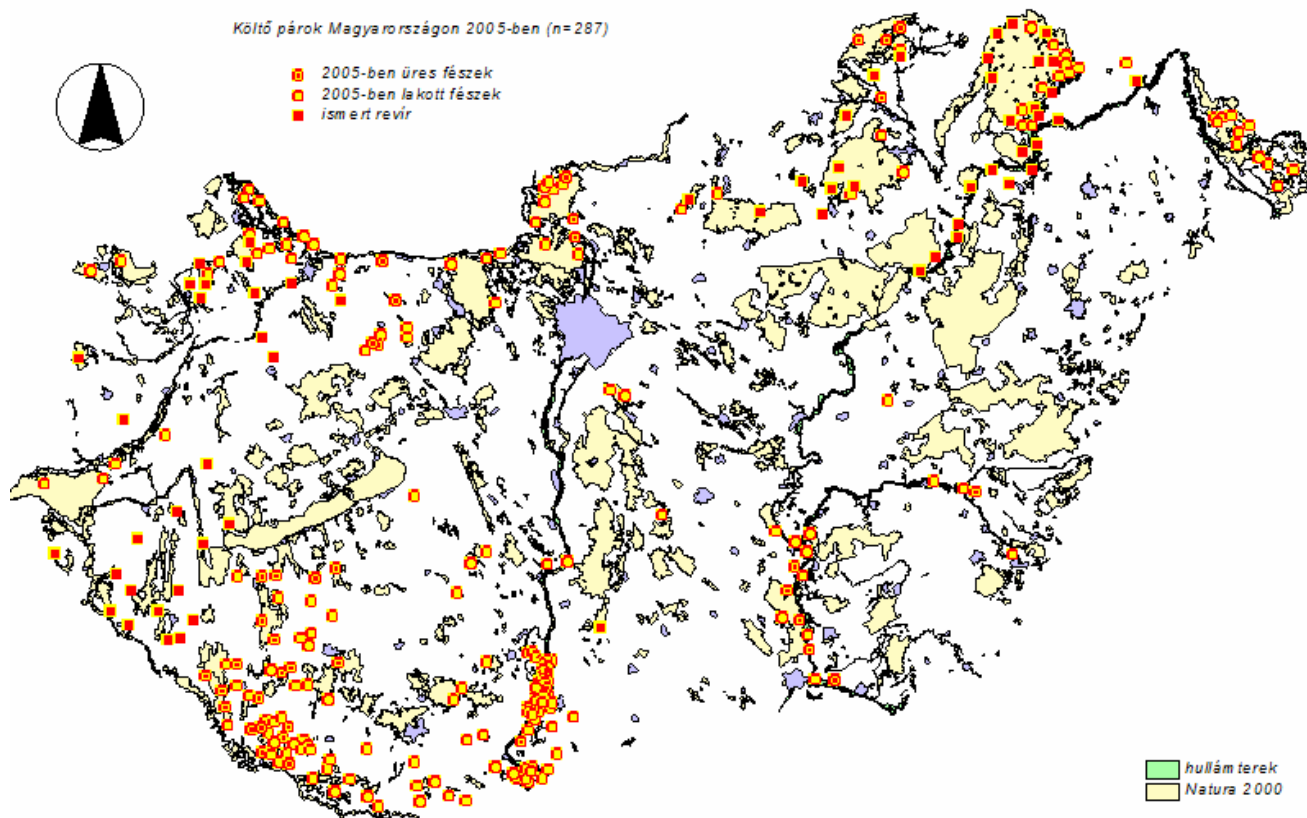 Költő párok Magyarországon 2005-ben (n=287)
2005-ben üres fészek
2005-ben lakott fészek
ismert revír
hullámterek
Natura 2000